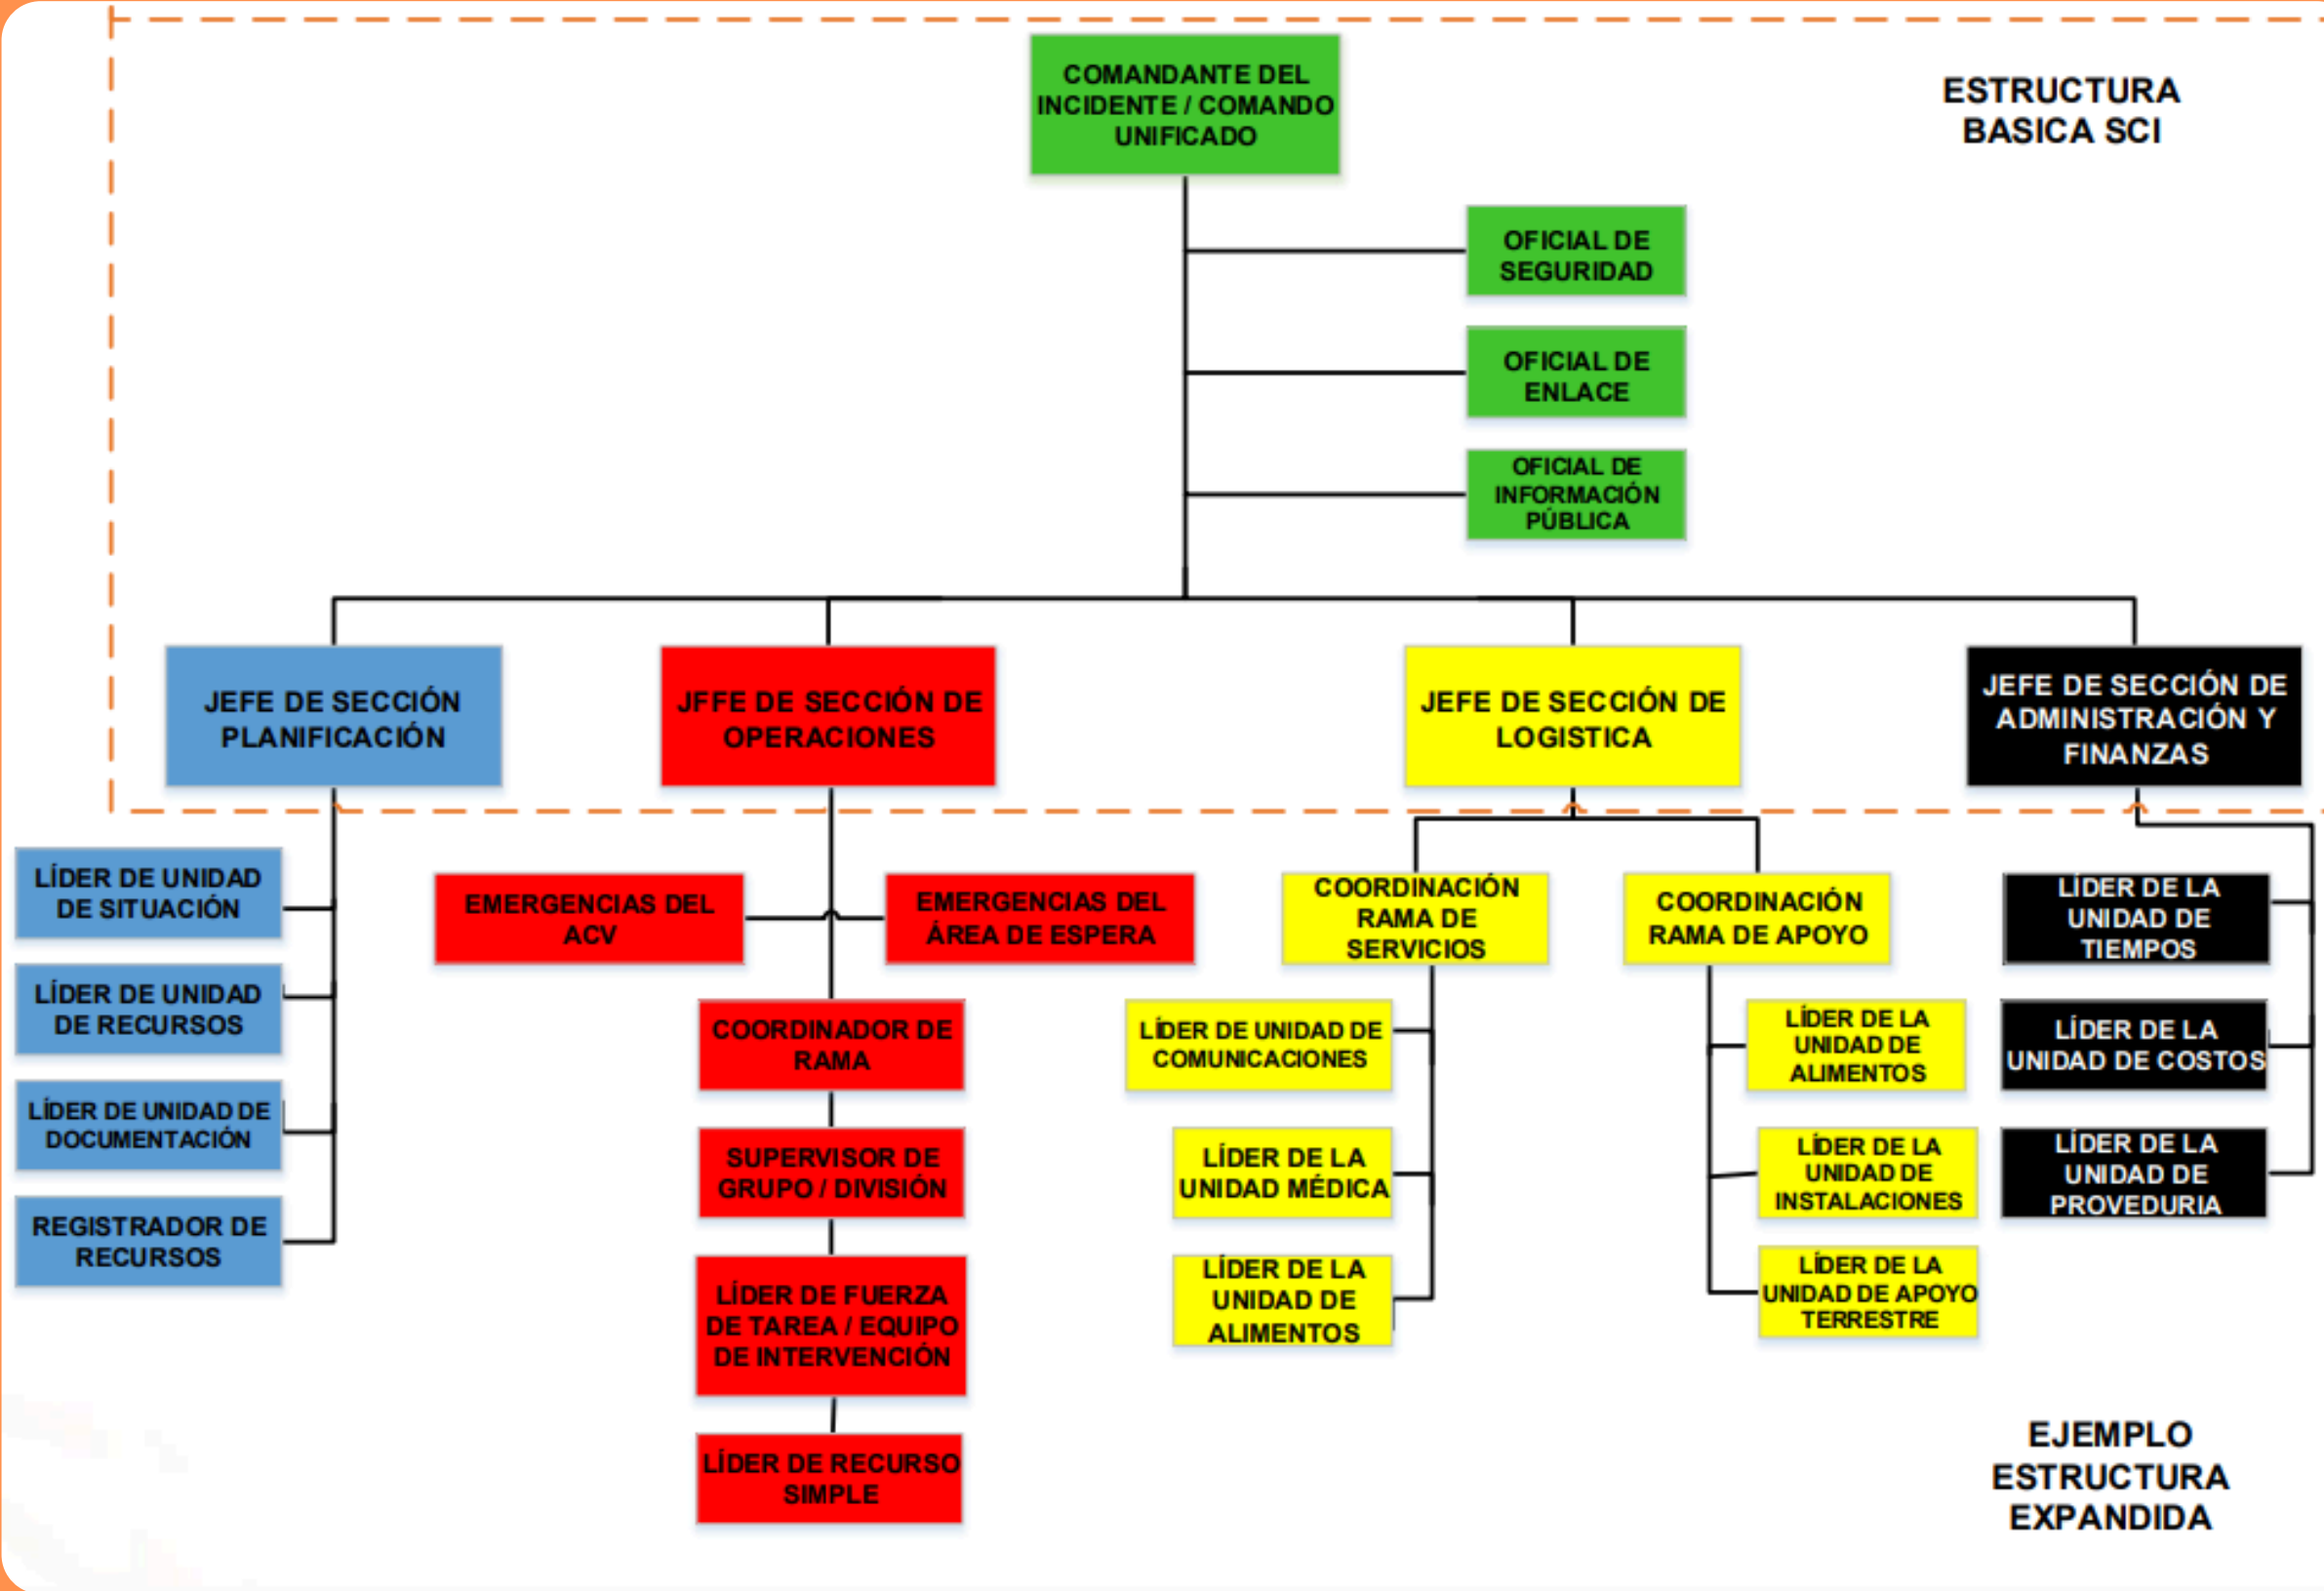 COMANDANTE DEL
INCIDENTE / COMANDO
UNIFICADO
ESTRUCTURA
BASICA SCI
OFICIAL DE
SEGURIDAD
OFICIAL DE
ENLACE
OFICIAL DE
INFORMACIÓN
PÚBLICA
JEFE DE SECCIÓN
PLANIFICACIÓN
JFFE DE SECCIÓN DE
OPERACIONES
JEFE DE SECCIÓN DE
LOGISTICA
JEFE DE SECCIÓN DE
ADMINISTRACIÓN Y
FINANZAS
LÍDER DE UNIDAD
DE SITUACIÓN
LÍDER DE UNIDAD
DE RECURSOS
LÍDER DE UNIDAD DE
DOCUMENTACIÓN
REGISTRADOR DE
RECURSOS
EMERGENCIAS DEL
ACV
EMERGENCIAS DEL
ÁREA DE ESPERA
COORDINADOR DE
RAMA
SUPERVISOR DE
GRUPO / DIVISIÓN
LÍDER DE FUERZA
DE TAREA / EQUIPO
DE INTERVENCIÓN
LÍDER DE RECURSO
SIMPLE
COORDINACIÓN
RAMA DE
SERVICIOS
LÍDER DE UNIDAD DE
COMUNICACIONES
LÍDER DE LA
UNIDAD MÉDICA
LÍDER DE LA
UNIDAD DE
ALIMENTOS
COORDINACIÓN
RAMA DE APOYO
LÍDER DE LA
UNIDAD DE
ALIMENTOS
LÍDER DE LA
UNIDAD DE
INSTALACIONES
LÍDER DE LA
UNIDAD DE APOYO
TERRESTRE
LÍDER DE LA
UNIDAD DE
TIEMPOS
LÍDER DE LA
UNIDAD DE COSTOS
LÍDER DE LA
UNIDAD DE
PROVEDURIA
EJEMPLO
ESTRUCTURA
EXPANDIDA